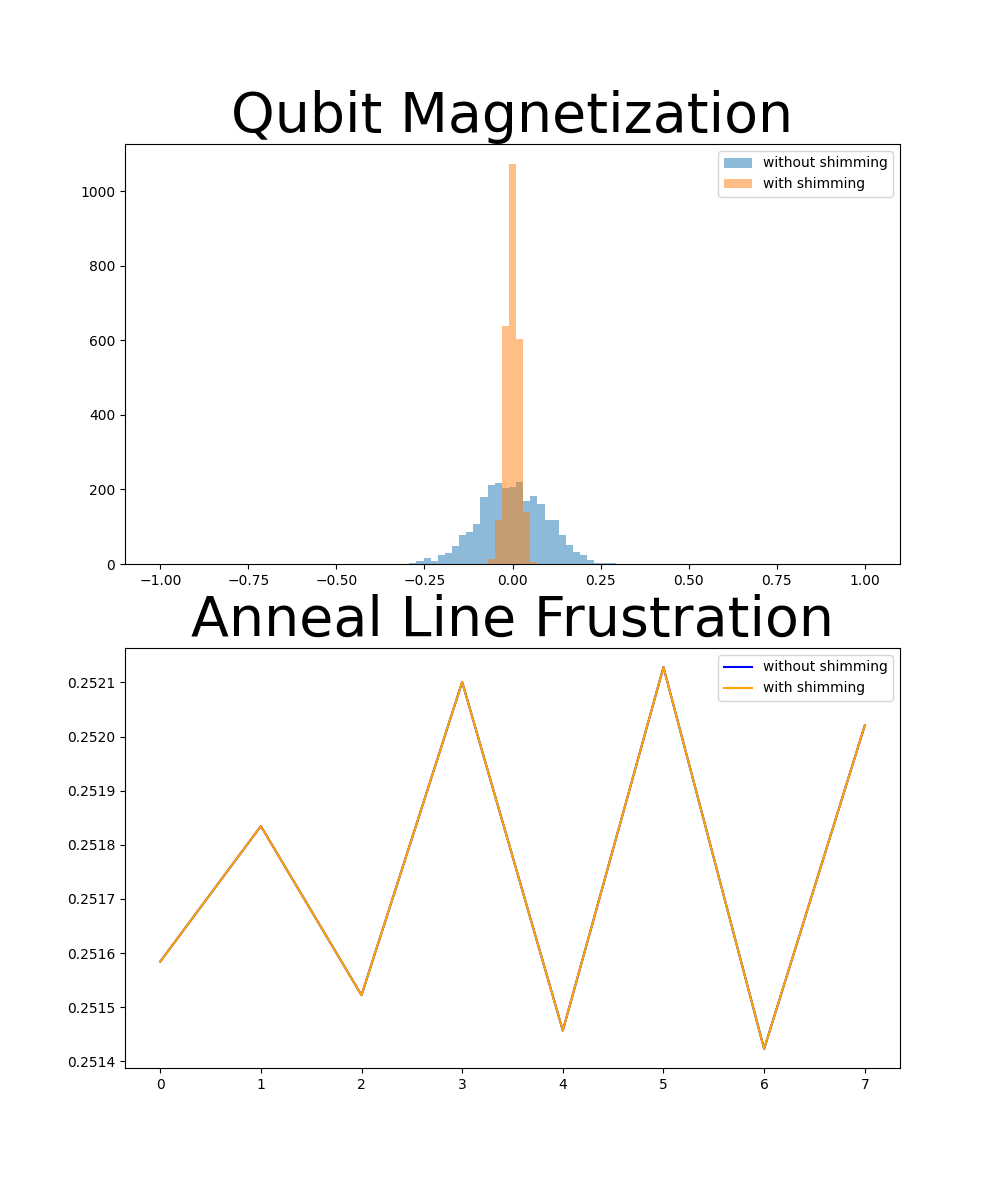 Qubit Magnetization
without shimming
with shimming
1000
800
600
400
200
0
−1.00 −0.75 −0.50 −0.25 0.00 0.25 0.50 0.75 1.00
Anneal Line Frustration
without shimming
with shimming
0.2521
0.2520
0.2519
0.2518
0.2517
0.2516
0.2515
0.2514
0 1 2 3 4 5 6 7